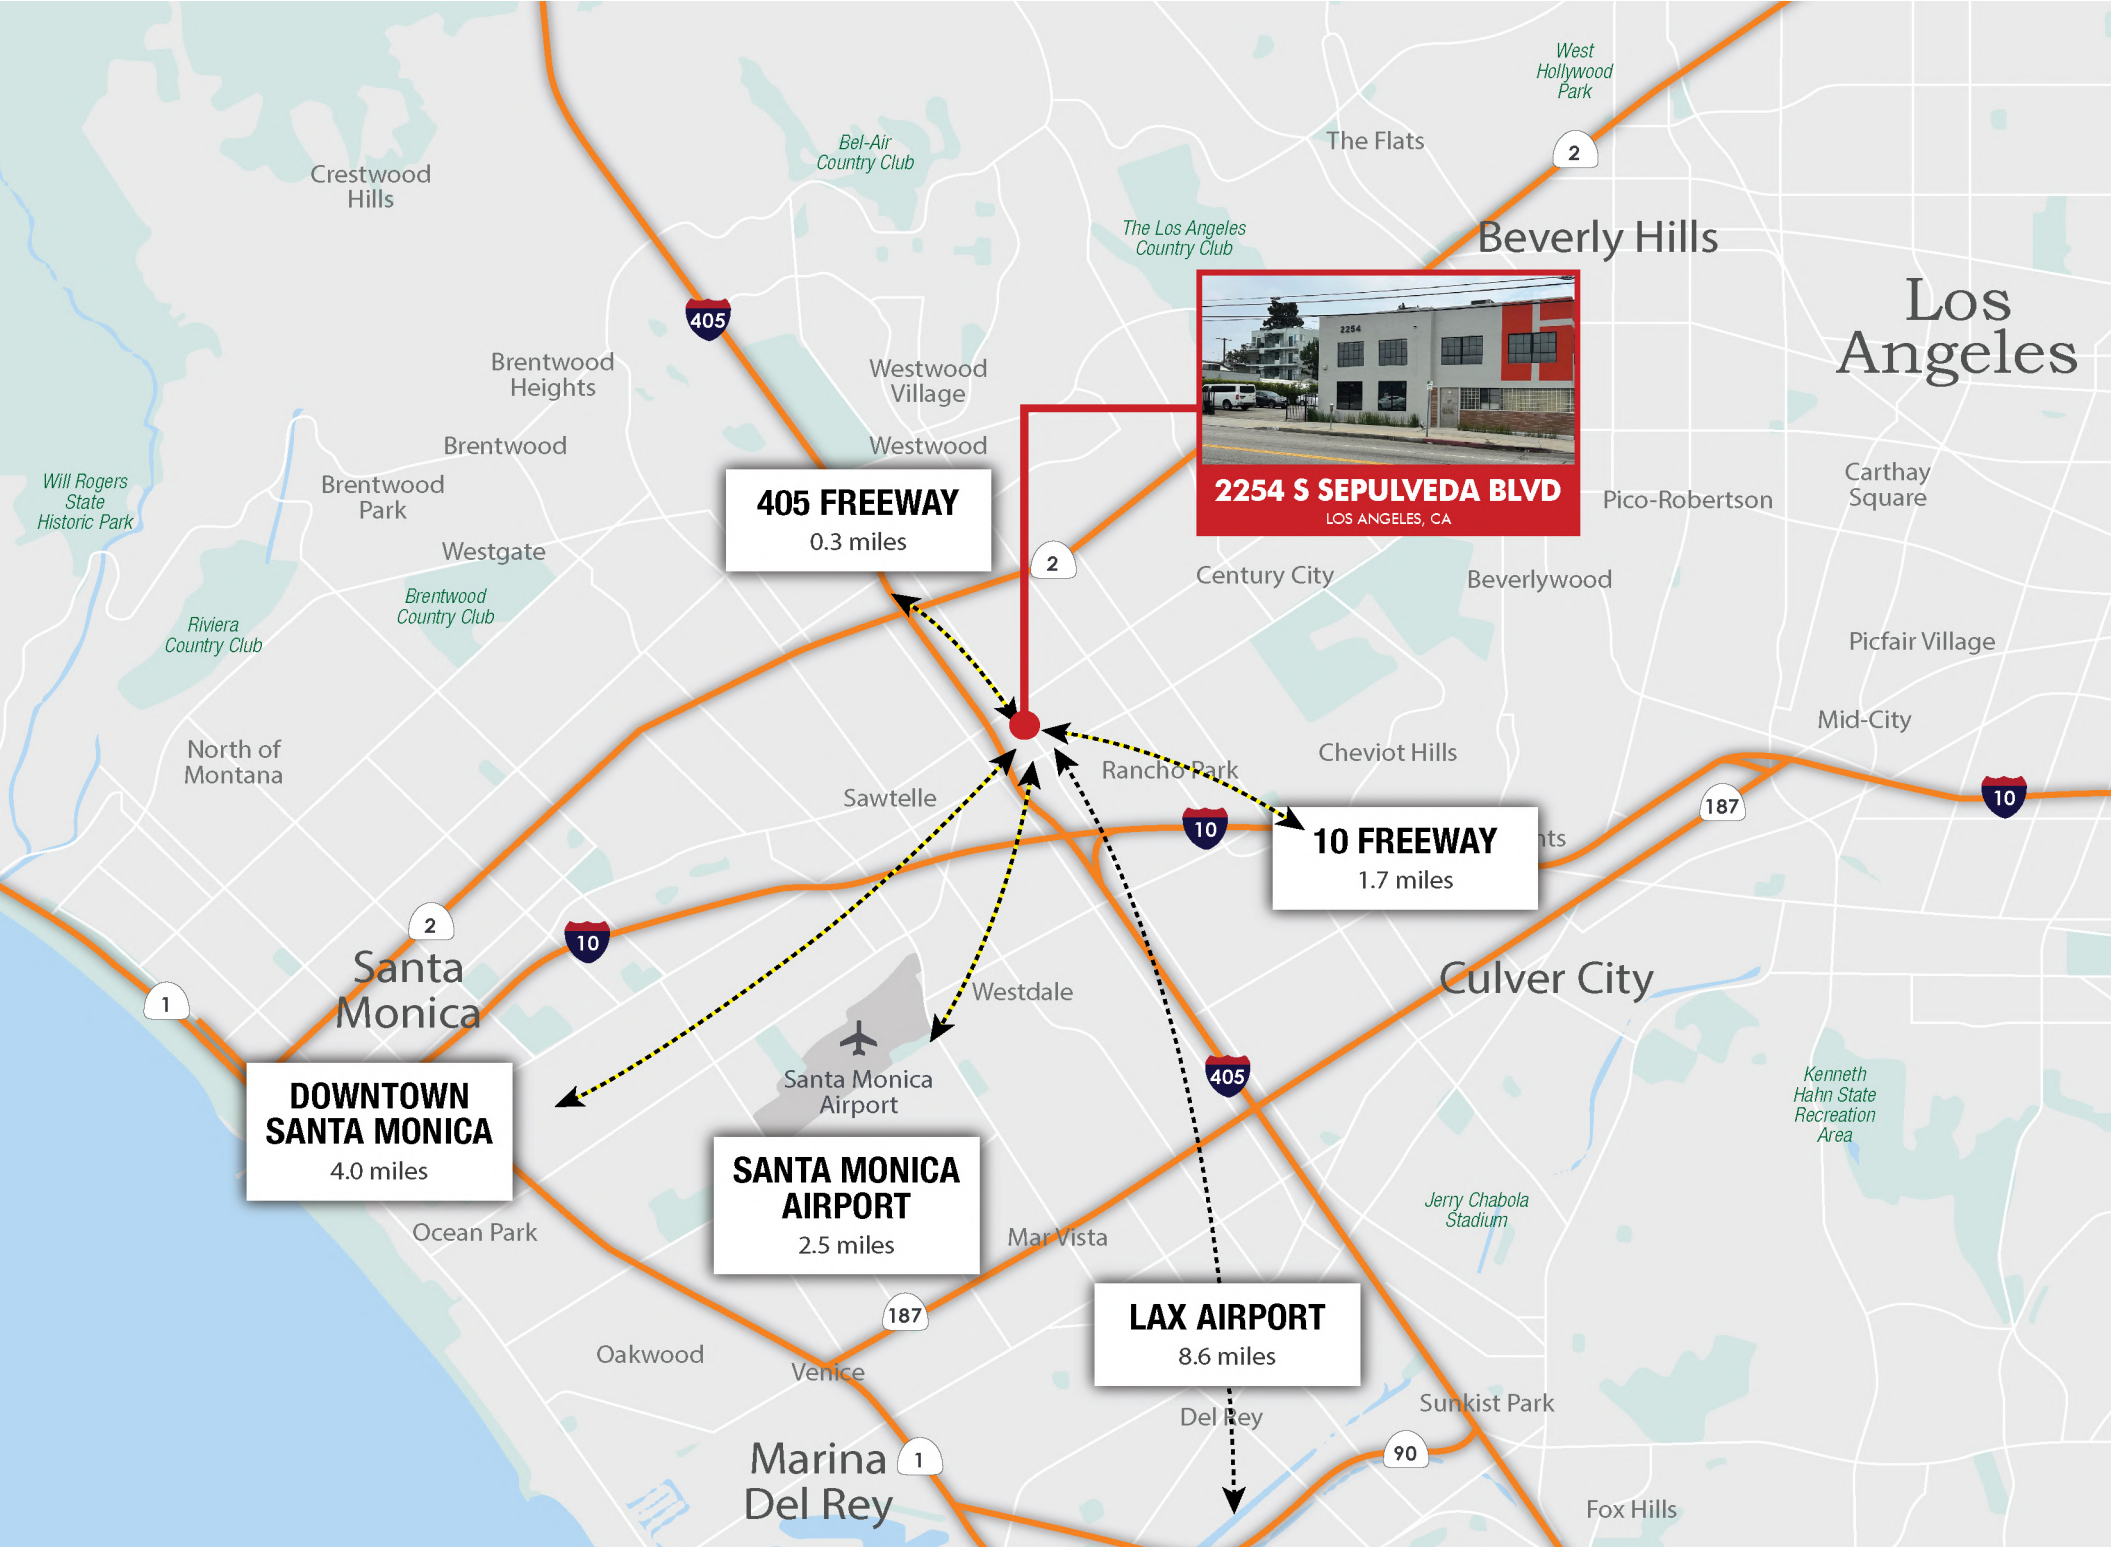 West
Hollywood
Park
The Flats
2
Bel-Air
Country Club
Crestwood
Hills
The Los Angeles
Country Club
Beverly Hills
Los
Angeles
405
2254
Brentwood
Heights
Westwood
Village
Brentwood
Westwood
Will Rogers
State
Historic Park
Brentwood
Park
405 FREEWAY
0.3 miles
2254 S SEPULVEDA BLVD
LOS ANGELES, CA
Pico-Robertson
Carthay
Square
Westgate
2
Century City
Beverlywood
Brentwood
Country Club
Riviera
Country Club
Picfair Village
North of
Montana
Mid-City
Cheviot Hills
Rancho Park
Sawtelle
10
187
10
10 FREEWAY
1.7 miles
nts
2
10
Santa
Monica
1
Westdale
Culver City
Santa Monica
Airport
405
Kenneth
Hahn State
Recreation
Area
DOWNTOWN
SANTA MONICA
4.0 miles
SANTA MONICA
AIRPORT
2.5 miles
Jerry Chabola
Stadium
Ocean Park
Mar Vista
187
LAX AIRPORT
8.6 miles
Oakwood
Venice
Sunkist Park
Del Rey
Marina
Del Rey
1
90
Fox Hills